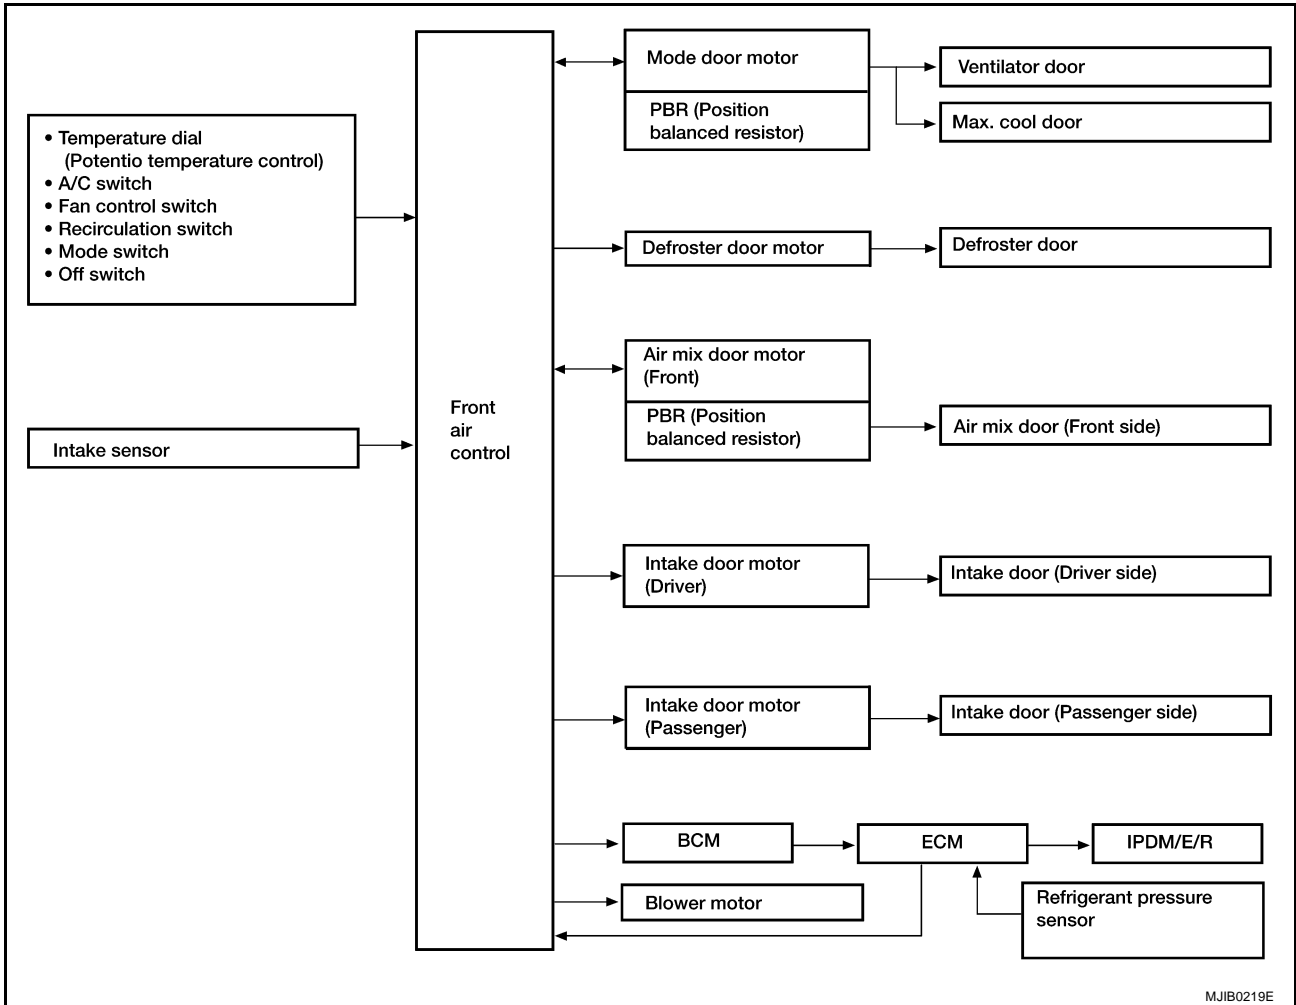 Mode door motor
PBR (Position
balanced resistor)
Ventilator door
Max. cool door
• Temperature dial
(Potentio temperature control)
• A/C switch
• Fan control switch
• Recirculation switch
• Mode switch
• Off switch
Defroster door motor
Defroster door
Air mix door motor
(Front)
PBR (Position
balanced resistor)
Air mix door (Front side)
Front
air
control
Intake sensor
Intake door motor
(Driver)
Intake door (Driver side)
Intake door motor
(Passenger)
Intake door (Passenger side)
BCM
ECM
IPDM/E/R
Blower motor
Refrigerant pressure
sensor
MJIB0219E